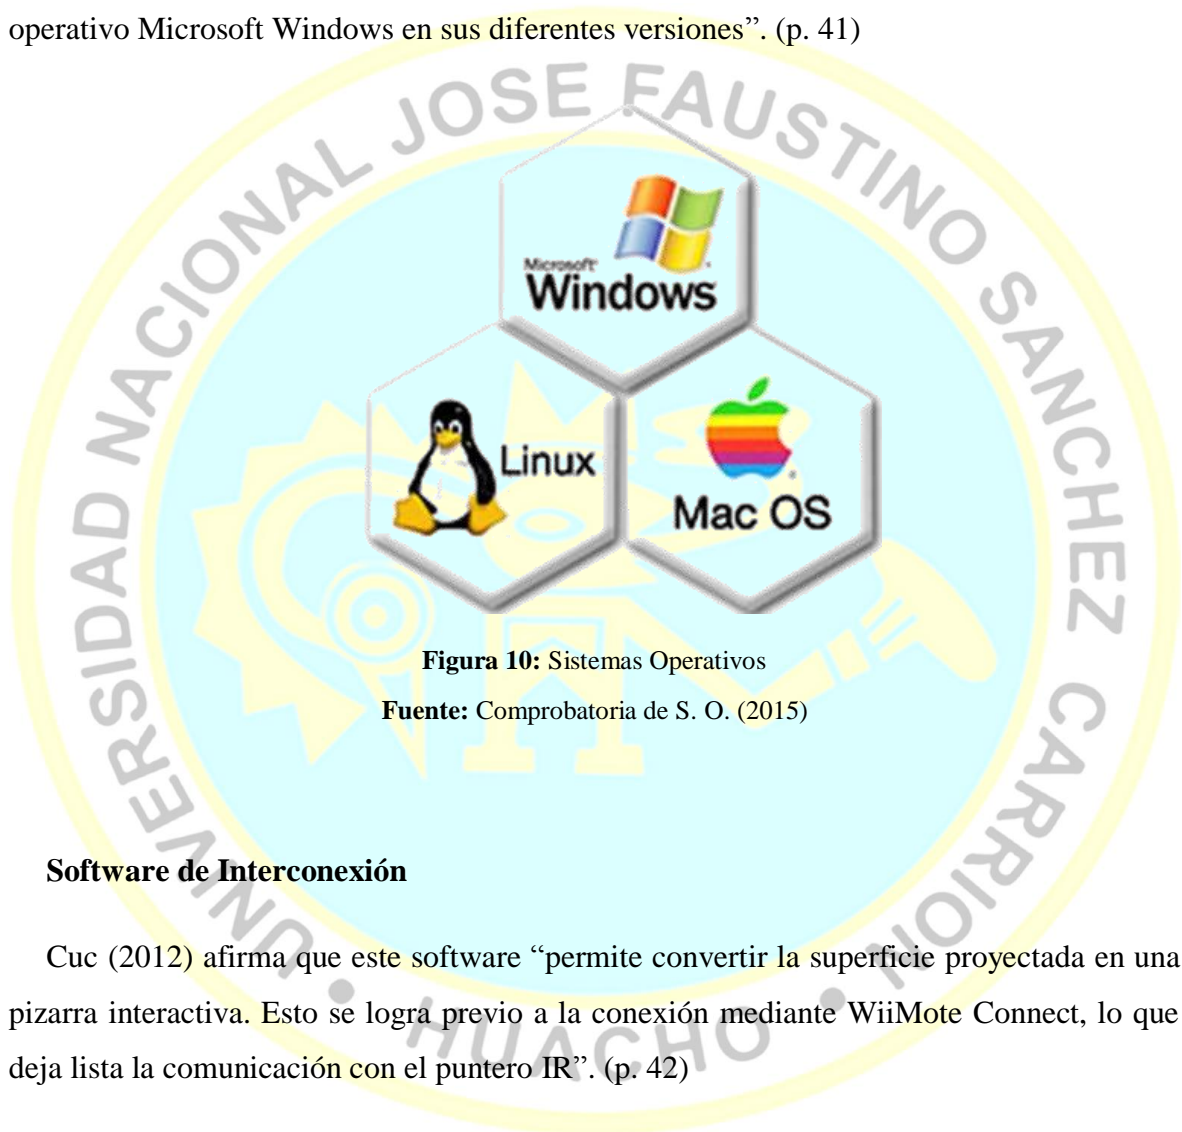 operativo Microsoft Windows en sus diferentes versiones”. (p. 41)
UNIVERSIDAD NACIONAL JOSE FAUSTINO SANCHEZ CARRION
Microsoft
Windows
Linux
Mac OS
Figura 10: Sistemas Operativos
Fuente: Comprobatoria de S. O. (2015)
Software de Interconexión
Cuc (2012) afirma que este software “permite convertir la superficie proyectada en una
pizarra interactiva. Esto se logra previo a la conexión mediante WiiMote Connect, lo que
deja lista la comunicación con el puntero IR”. (p. 42)
• HUACHO •